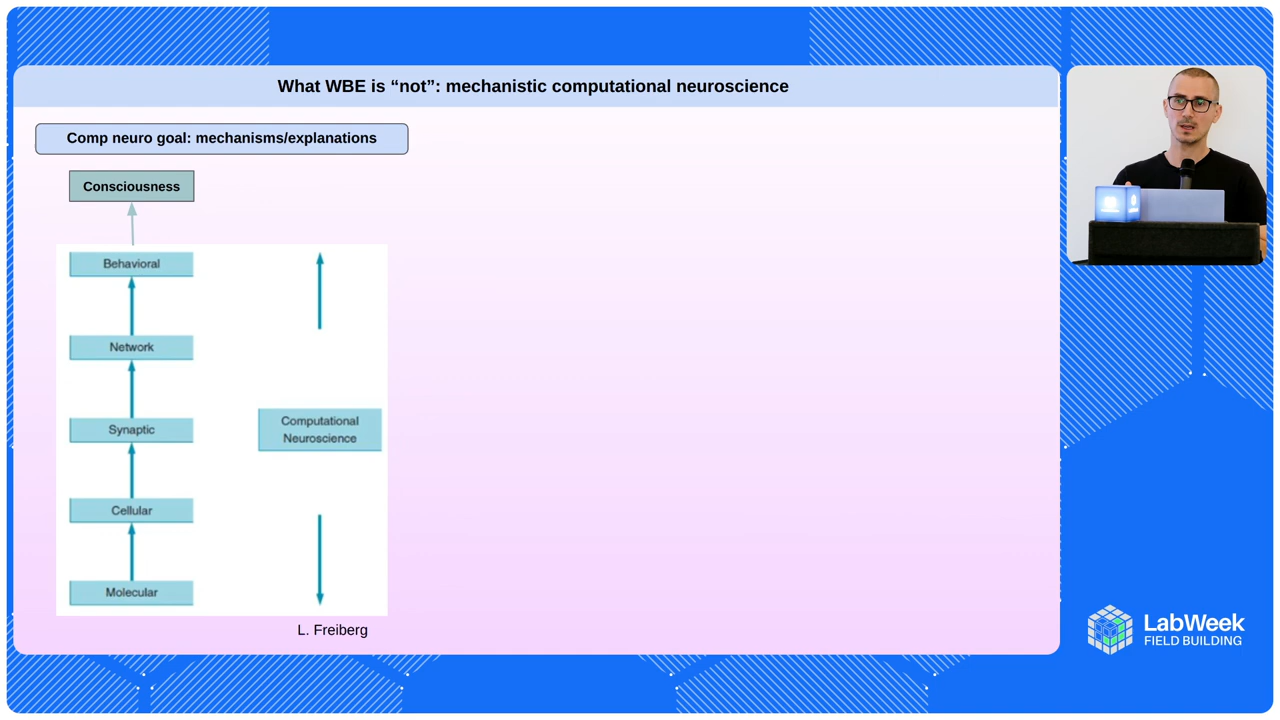 What WBE is “not”: mechanistic computational neuroscience
Comp neuro goal: mechanisms/explanations
Consciousness
Behavioral
Network
Synaptic
Computational
Neuroscience
Cellular
Molecular
L. Freiberg
LabWeek
FIELD BUILDING